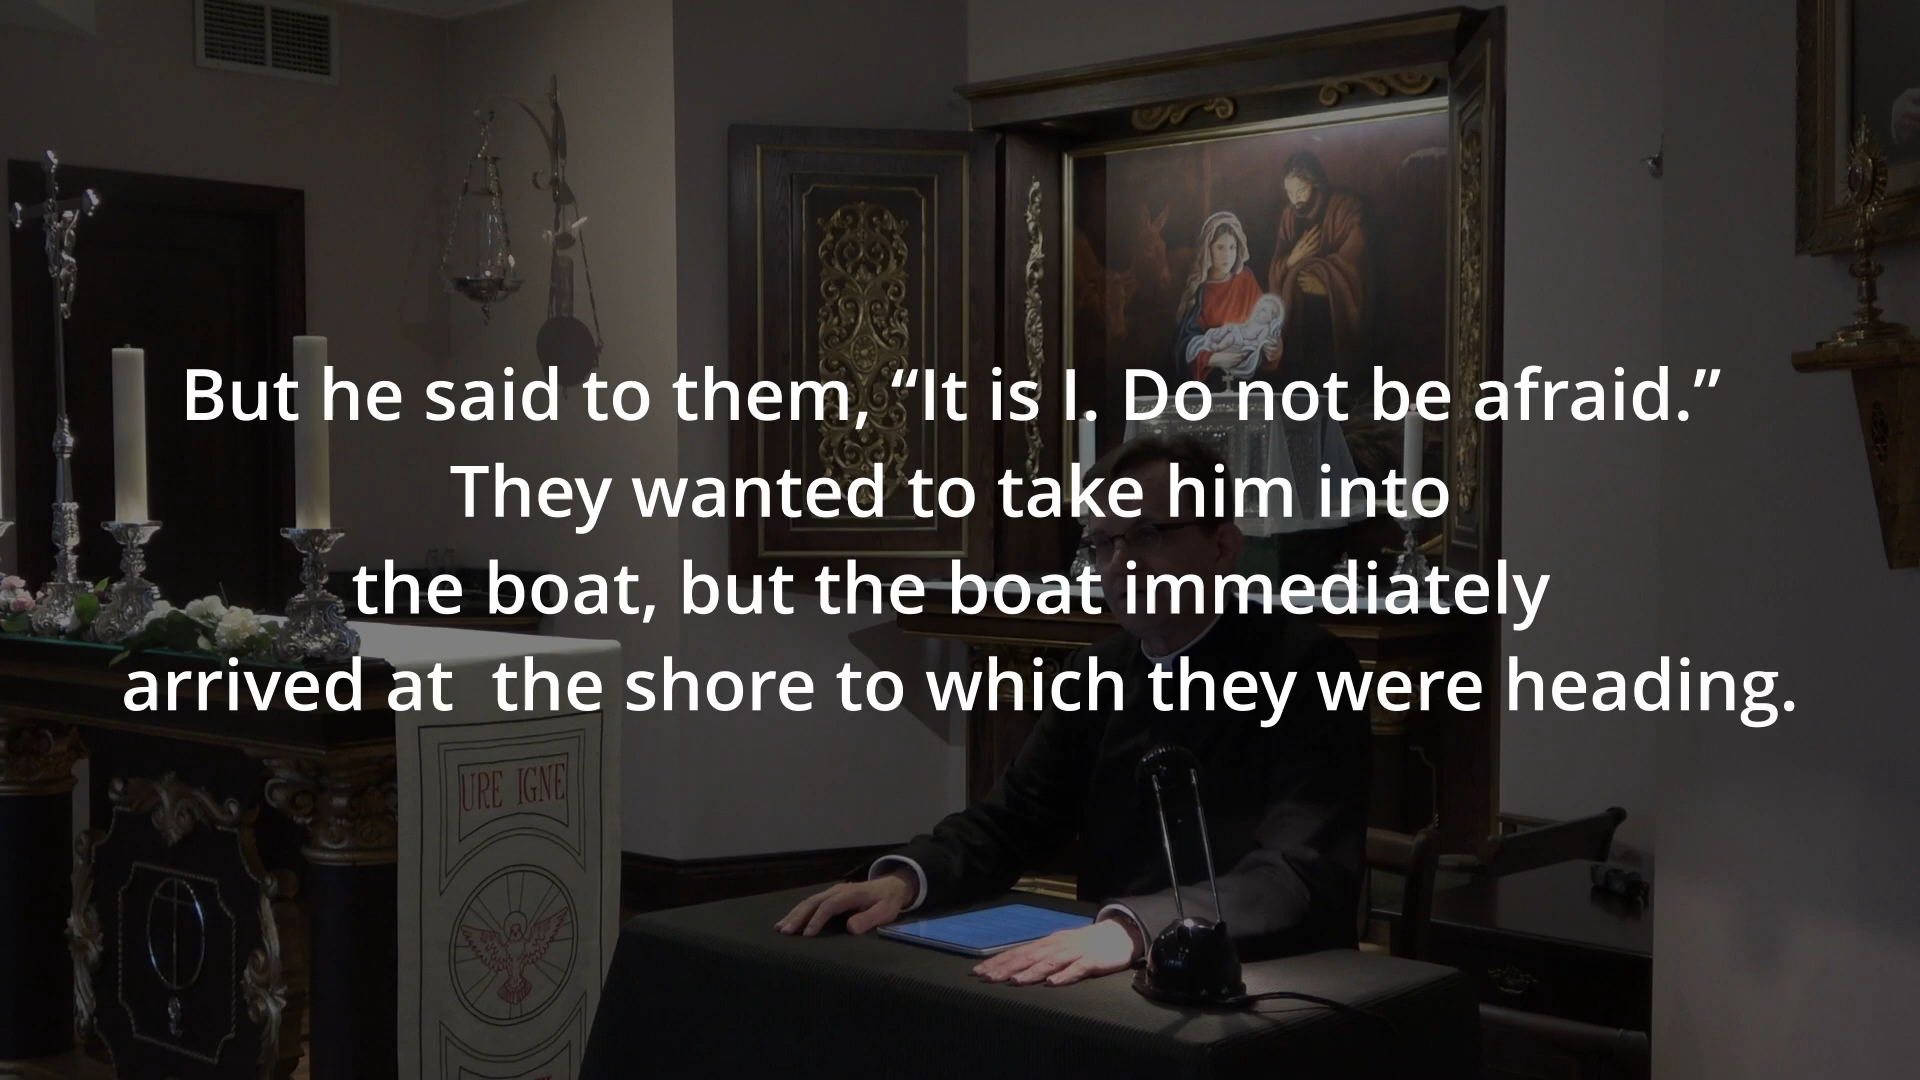 But he said to them, “It is I. Do not be afraid.”
They wanted to take him into
the boat, but the boat immediately
arrived at  the shore to which they were heading.
URE IGNE